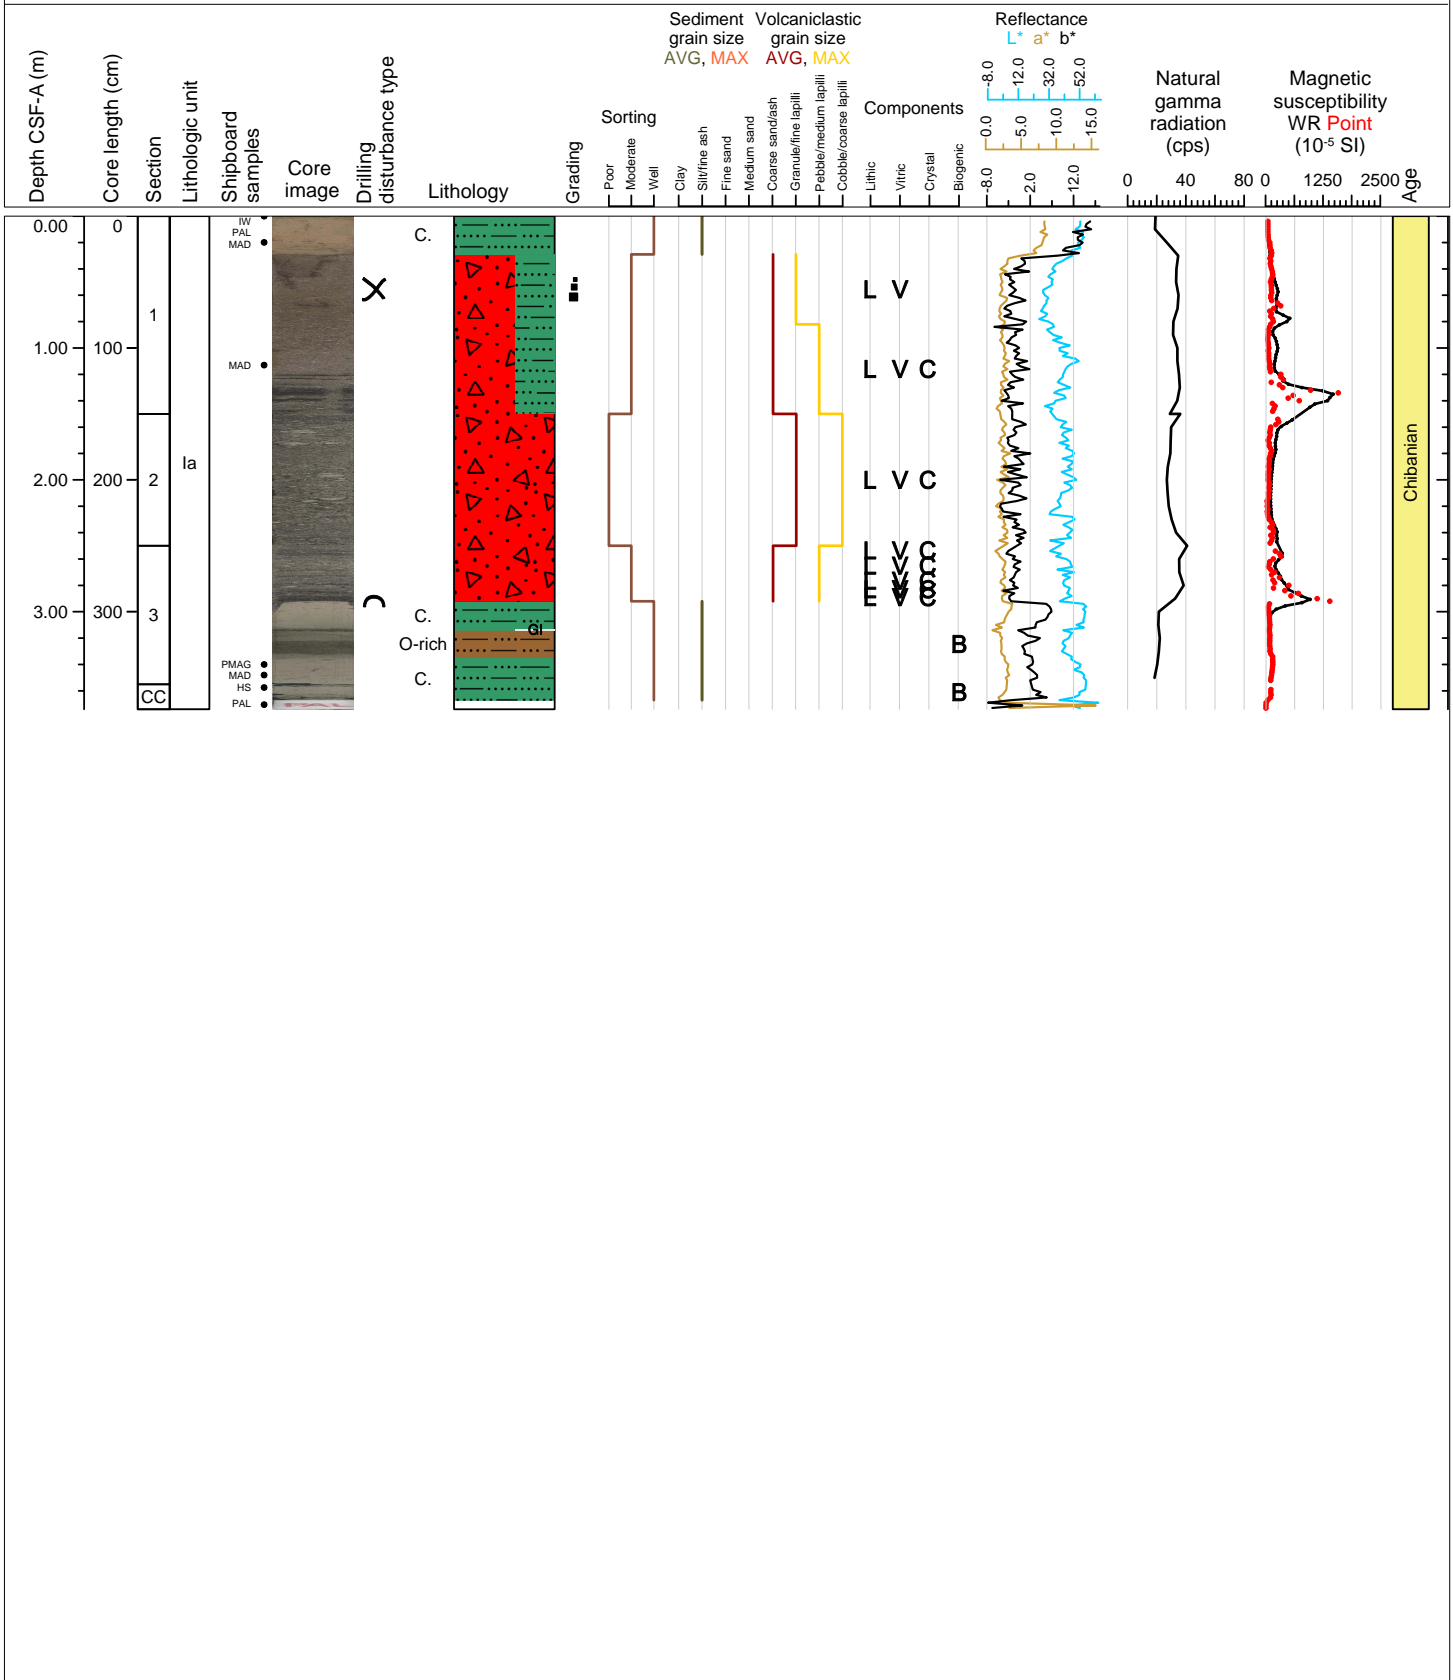 Depth CSF-A (m)
Core length (cm)
Section
Lithologic unit
Shipboard
samples
Core
image
Drilling
disturbance type
Lithology
Grading
Sorting
Poor
Moderate
Well
Sediment
grain size
AVG, MAX
Volcaniclastic
grain size
AVG, MAX
Clay
Silt/fine ash
Fine sand
Medium sand
Coarse sand/ash
Granule/fine lapilli
Pebble/medium lapilli
Cobble/coarse lapilli
Components
Lithic
Vitric
Crystal
Biogenic
Reflectance
L* a* b*
-8.0 12.0 32.0 52.0
0.0 5.0 10.0 15.0
-8.0 2.0 12.0
Natural
gamma
radiation
(cps)
0 40 80
Magnetic
susceptibility
WR Point
(10-5 SI)
0 1250 2500
Age
0.00 0
1.00 100
2.00 200
3.00 300
1
2
3
CC
Ia
IW
PAL
MAD
MAD
PMAG
MAD
HS
PAL
PAL
C.
C.
GI
O-rich
C.
L V
L V C
L V C
L V C
L V C
B
B
Chibanian